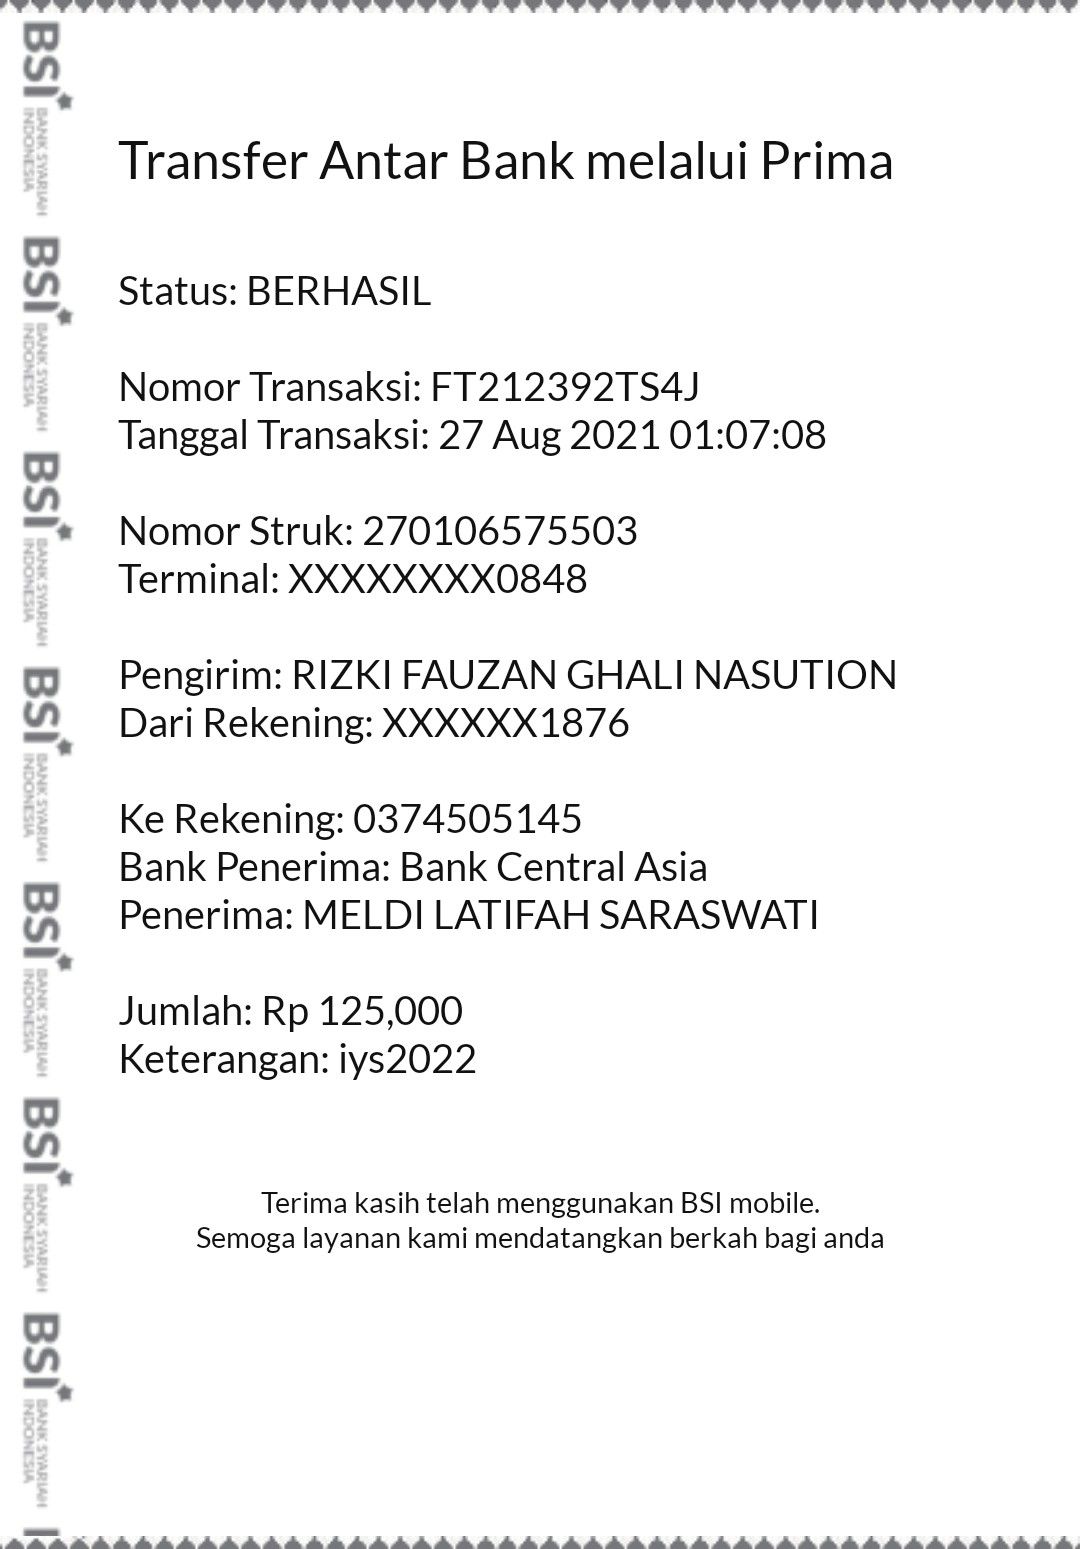 BSI
BANK SYARIAH
INDONESIA
BSI
BANK SYARIAH
INDONESIA
BSI
BANK SYARIAH
INDONESIA
BSI
BANK SYARIAH
INDONESIA
BSI
BANK SYARIAH
INDONESIA
BSI
BANK SYARIAH
INDONESIA
BSI
BANK SYARIAH
INDONESIA
Transfer Antar Bank melalui Prima
Status: BERHASIL
Nomor Transaksi: FT212392TS4J
Tanggal Transaksi: 27 Aug 2021 01:07:08
Nomor Struk: 270106575503
Terminal: XXXXXXXX0848
Pengirim: RIZKI FAUZAN GHALI NASUTION
Dari Rekening: XXXXXX1876
Ke Rekening: 0374505145
Bank Penerima: Bank Central Asia
Penerima: MELDI LATIFAH SARASWATI
Jumlah: Rp 125,000
Keterangan: iys2022
Terima kasih telah menggunakan BSI mobile.
Semoga layanan kami mendatangkan berkah bagi anda